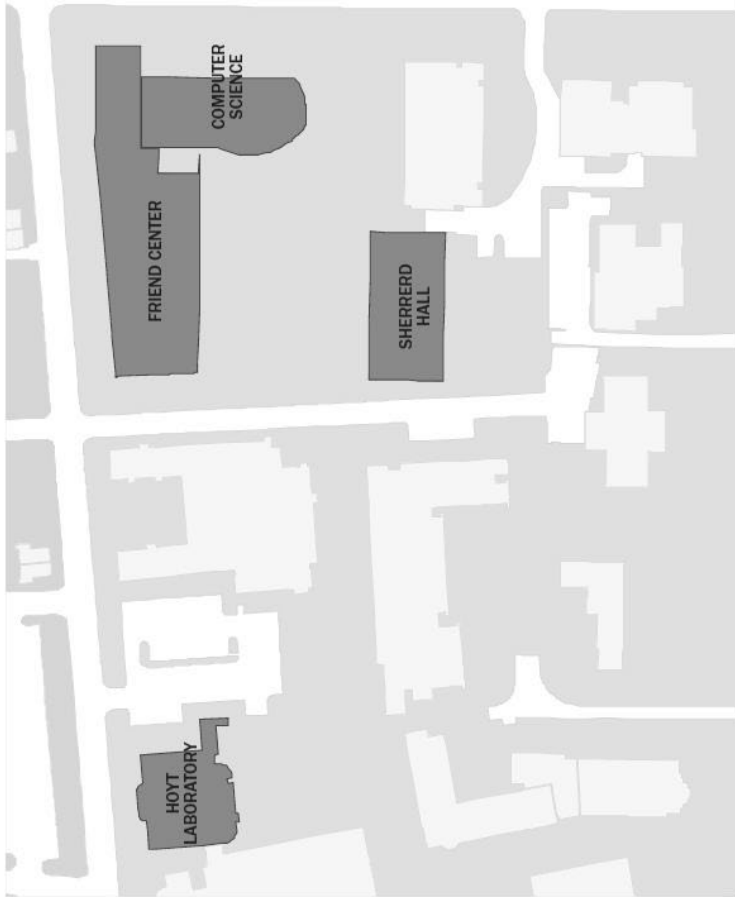 COMPUTER
SCIENCE
FRIEND CENTER
SHERRERD
HALL
HOYT
LABORATORY